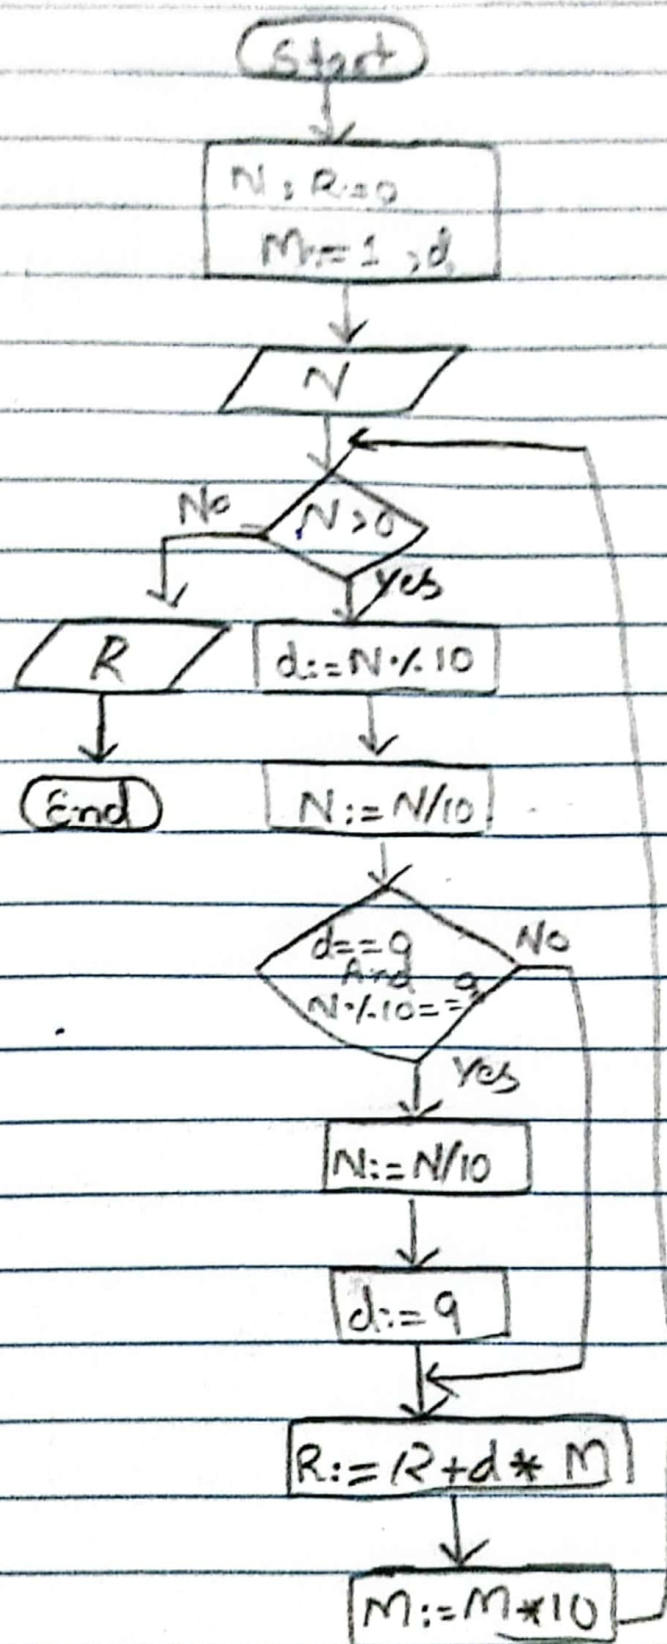 Start
N, R:=0
M:=1, d
N
N>0
No
Yes
R
d:=N%10
End
N:=N/10
d==9
And
N%10==9
No
Yes
N:=N/10
d:=9
R:=R+d*M
M:=M*10